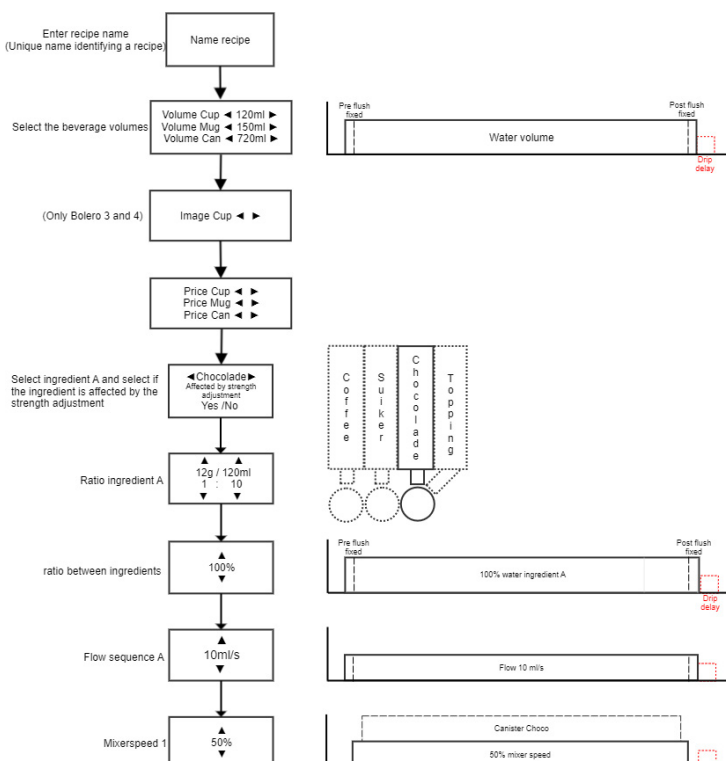 Enter recipe name
(Unique name identifying a recipe)
Name recipe
Select the beverage volumes
Volume Cup ◄ 120ml ►
Volume Mug ◄ 150ml ►
Volume Can ◄ 720ml ►
Pre flush
fixed
Post flush
fixed
Water volume
Drip
delay
(Only Bolero 3 and 4)
Image Cup ◄ ►
Price Cup ◄ ►
Price Mug ◄ ►
Price Can ◄ ►
Select ingredient A and select if
the ingredient is affected by the
strength adjustment
◄Chocolade►
Affected by strength
adjustment
Yes /No
Coffee
Suiker
Chocolade
Topping
Ratio ingredient A
▲ ▲
12g / 120ml
1 : 10
▼ ▼
ratio between ingredients
▲
100%
▼
Pre flush
fixed
Post flush
fixed
100% water ingredient A
Drip
delay
Flow sequence A
▲
10ml/s
▼
Flow 10 ml/s
Mixerspeed 1
▲
50%
▼
Canister Choco
50% mixer speed